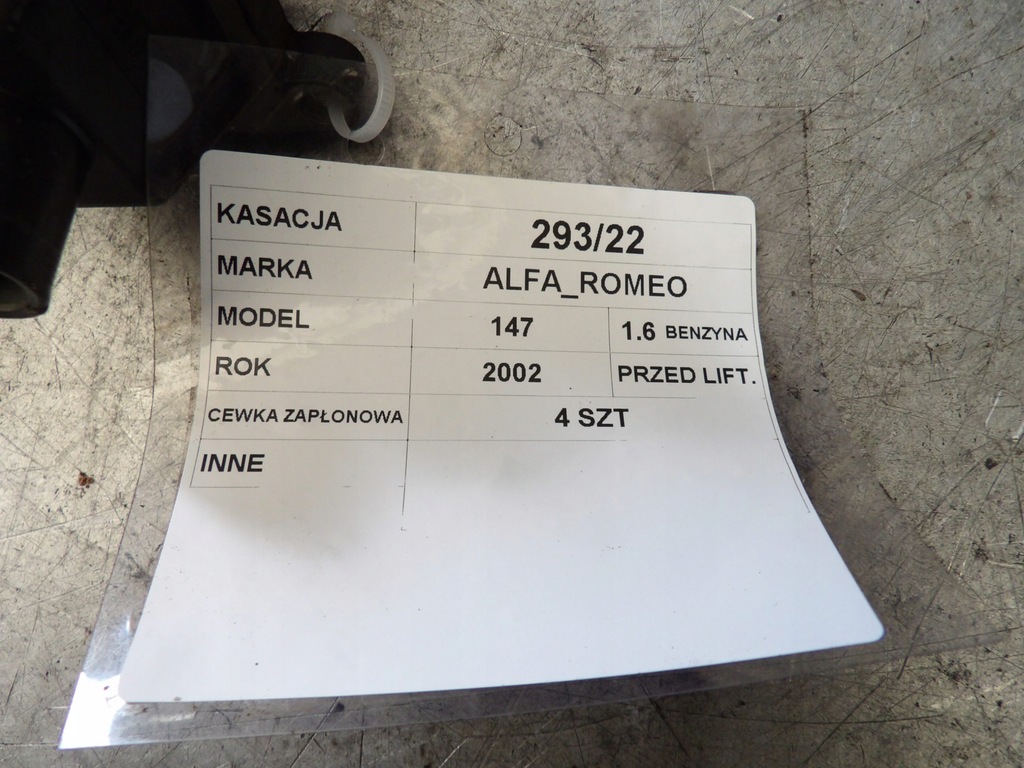 KASACJA 293/22
MARKA ALFA_ROMEO
MODEL 147 1.6 BENZYNA
ROK 2002 PRZED LIFT.
CEWKA ZAPŁONOWA 4 SZT
INNE